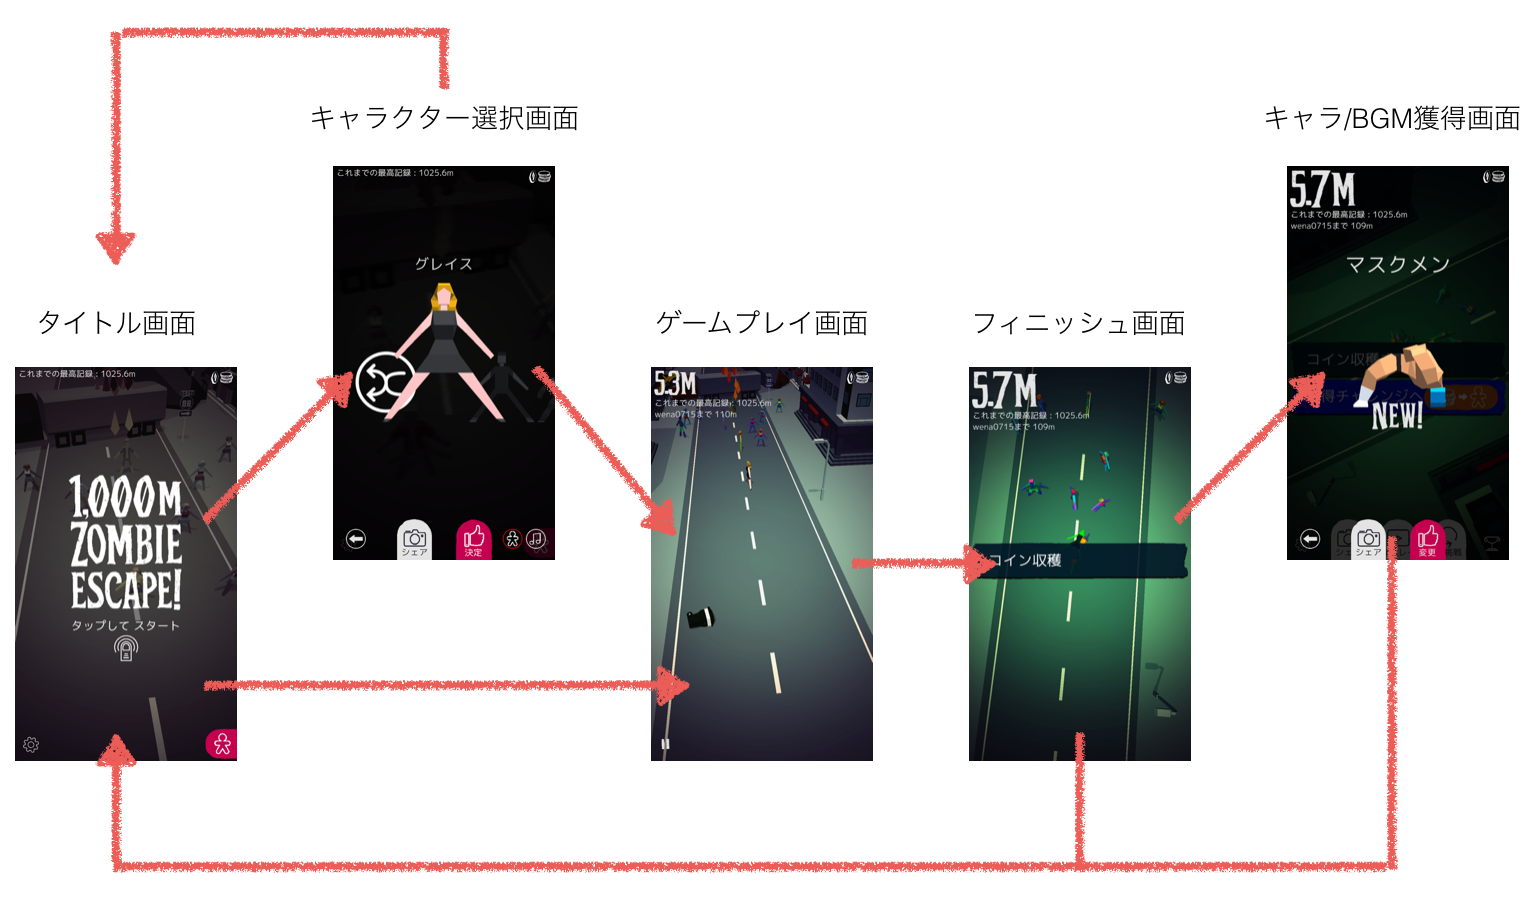 キャラクター選択画面
これまでの最高記録：1025.6m
グレイス
シェア
決定
キャラ/BGM獲得画面
5.7M
これまでの最高記録：1025.6m
wena0715まで 109m
マスクメン
コイン収穫
得チャレンジへ
NEW!
シェア
変更
タイトル画面
これまでの最高記録：1025.6m
1,000M
ZOMBIE
ESCAPE!
タップして スタート
ゲームプレイ画面
5.3M
これまでの最高記録：1025.6m
wena0715まで 110m
フィニッシュ画面
5.7M
これまでの最高記録：1025.6m
wena0715まで 109m
コイン収穫